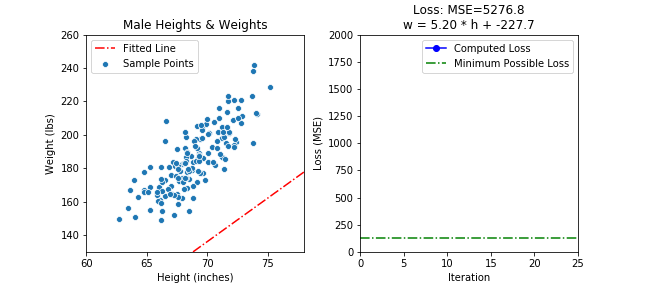 Male Heights & Weights
Fitted Line
Sample Points
260
240
220
200
180
160
140
60
65
70
75
Weight (lbs)
Height (inches)
Loss: MSE=5276.8
w = 5.20 * h + -227.7
Computed Loss
Minimum Possible Loss
2000
1750
1500
1250
1000
750
500
250
0
0
5
10
15
20
25
Loss (MSE)
Iteration